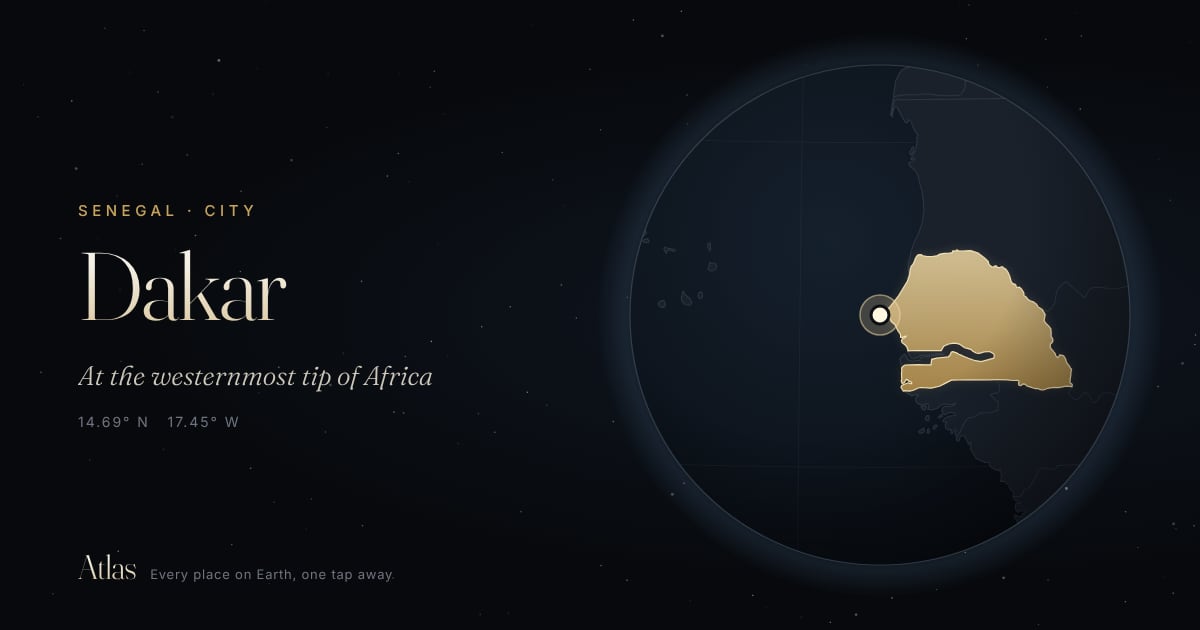 SENEGAL · CITY
Dakar
At the westernmost tip of Africa
14.69° N 17.45° W
Atlas Every place on Earth, one tap away.